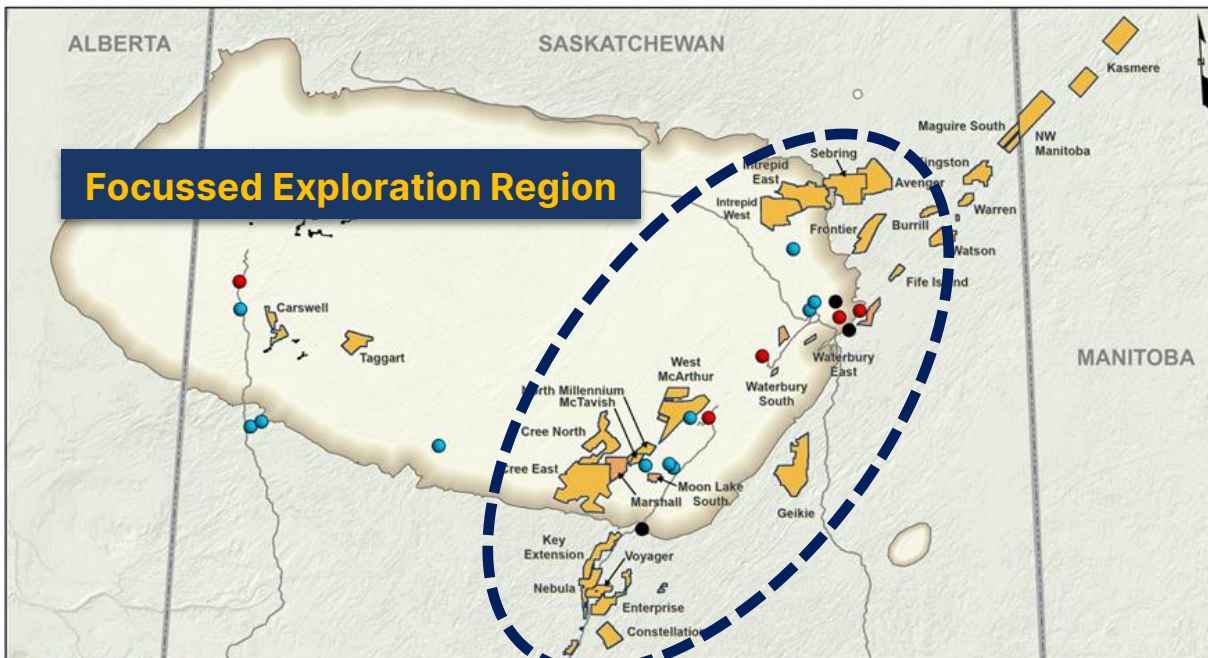 ALBERTA
SASKATCHEWAN
Kasmere
N
Maguire South
NW
Manitoba
Sebring
Intrepid
East
Avenger
Warren
Intrepid
West
Frontier
Burrill
Watson
Focussed Exploration Region
Fife Island
Carswell
Taggart
Waterbury
East
MANITOBA
West
McArthur
Waterbury
South
North Millennium
McTavish
Cree North
Cree East
Marshall
Moon Lake
South
Geikie
Key
Extension
Voyager
Nebula
Enterprise
Constellation